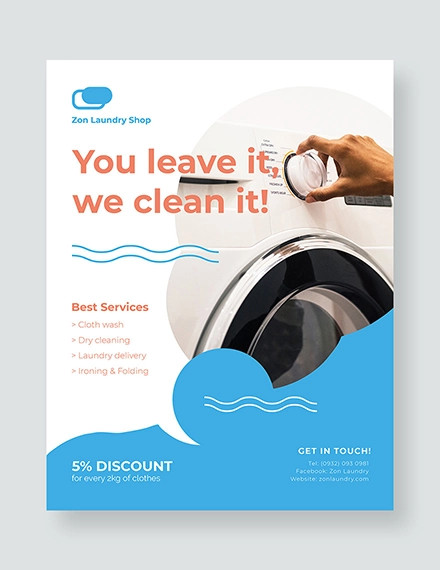 Zon Laundry Shop
You leave it,
we clean it!
Best Services
> Cloth wash
> Dry cleaning
> Laundry delivery
> Ironing & Folding
5% DISCOUNT
for every 2kg of clothes
GET IN TOUCH!
Tel: (0932) 093 0981
Facebook: Zon Laundry
Website: zonlaundry.com